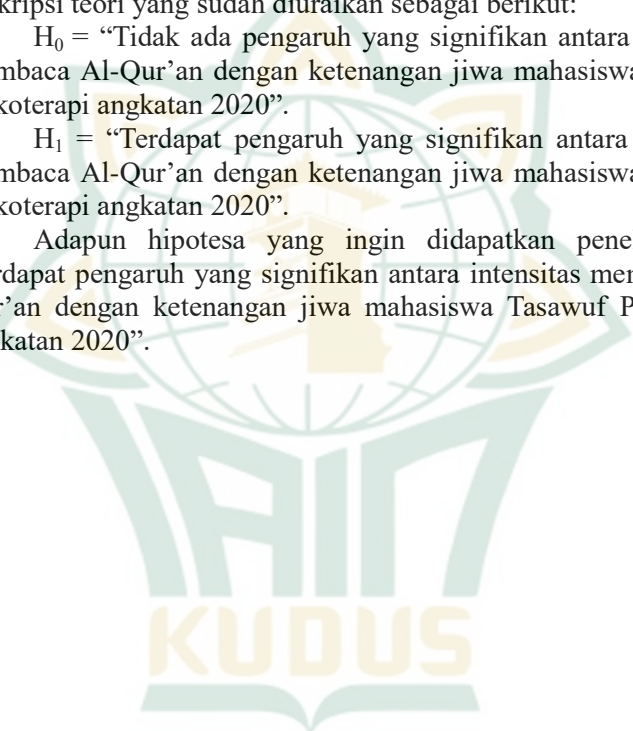 kripsi teori yang sudah diuraikan sebagai berikut:
H₀ = “Tidak ada pengaruh yang signifikan antara
mbaca Al-Qur’an dengan ketenangan jiwa mahasiswa
koterapi angkatan 2020”.
H₁ = “Terdapat pengaruh yang signifikan antara
mbaca Al-Qur’an dengan ketenangan jiwa mahasiswa
koterapi angkatan 2020”.
Adapun hipotesa yang ingin didapatkan pene
rdapat pengaruh yang signifikan antara intensitas mem
r’an dengan ketenangan jiwa mahasiswa Tasawuf P
katan 2020”.
IAIN
KUDUS